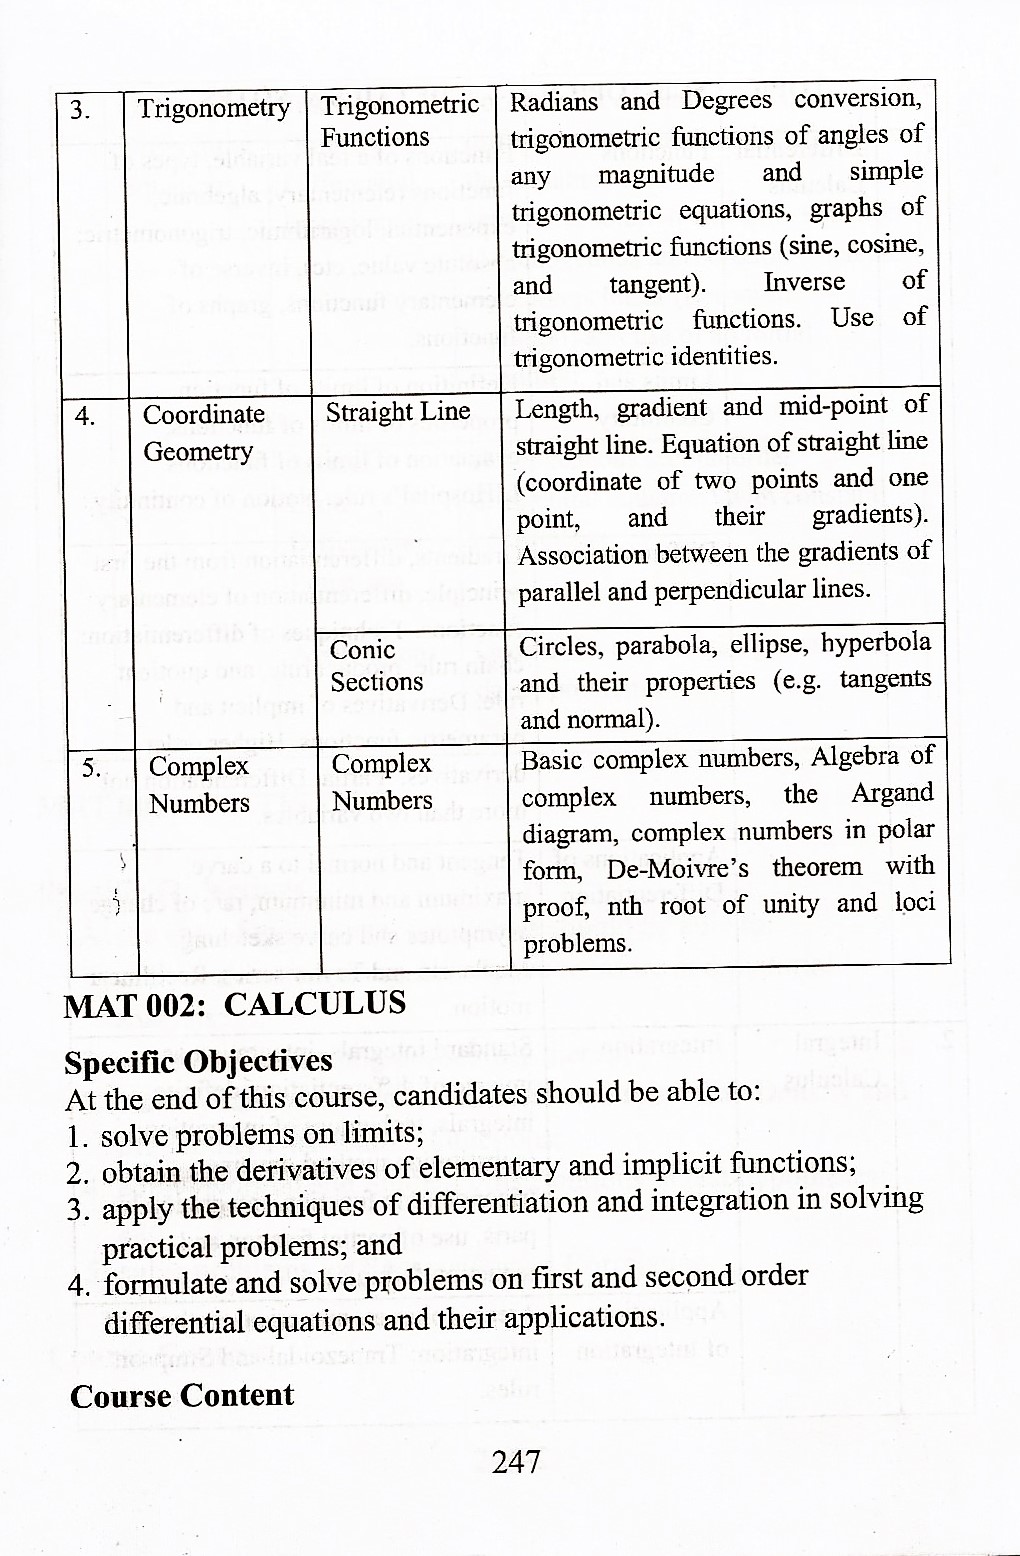 3. Trigonometry Trigonometric Functions Radians and Degrees conversion,
trigonometric functions of angles of
any magnitude and simple
trigonometric equations, graphs of
trigonometric functions (sine, cosine,
and tangent). Inverse of
trigonometric functions. Use of
trigonometric identities.
4. Coordinate Geometry Straight Line Length, gradient and mid-point of
straight line. Equation of straight line
(coordinate of two points and one
point, and their gradients).
Association between the gradients of
parallel and perpendicular lines.
Conic Sections Circles, parabola, ellipse, hyperbola
and their properties (e.g. tangents
and normal).
5. Complex Numbers Complex Numbers Basic complex numbers, Algebra of
complex numbers, the Argand
diagram, complex numbers in polar
form, De-Moivre's theorem with
proof, nth root of unity and loci
problems.
MAT 002: CALCULUS
Specific Objectives
At the end of this course, candidates should be able to:
1. solve problems on limits;
2. obtain the derivatives of elementary and implicit functions;
3. apply the techniques of differentiation and integration in solving
practical problems; and
4. formulate and solve problems on first and second order
differential equations and their applications.
Course Content
247